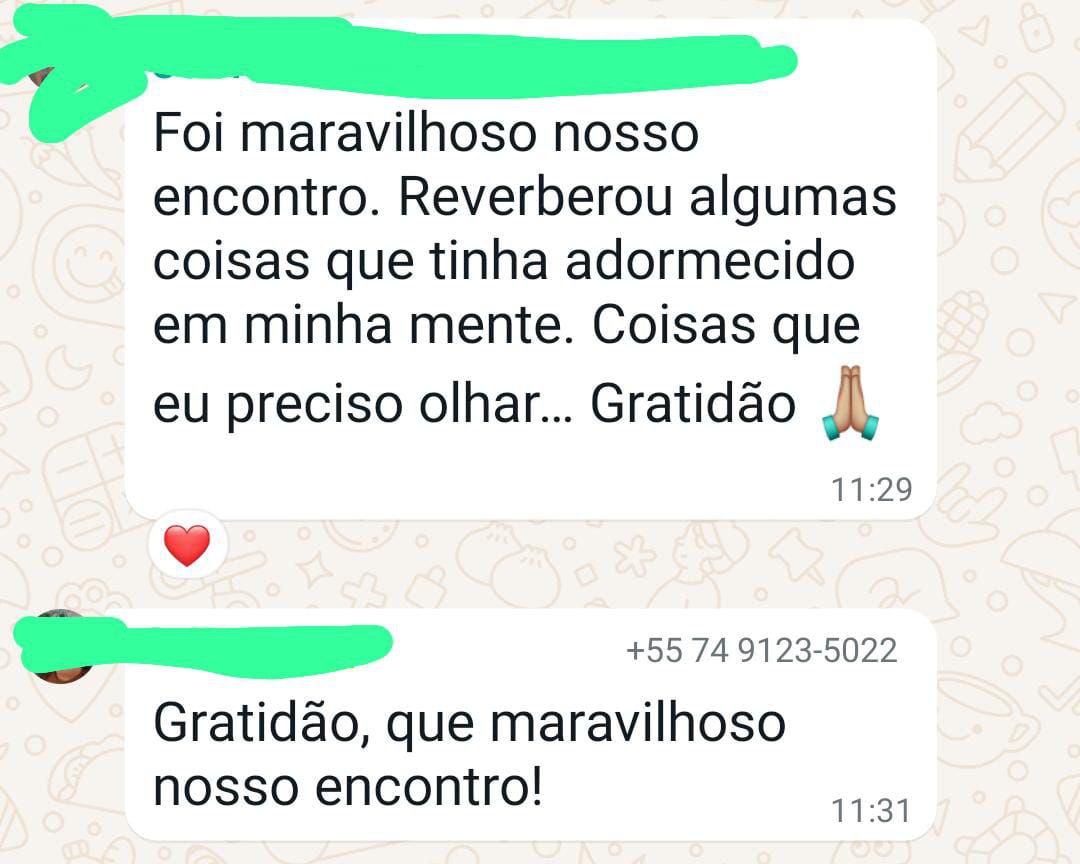 Foi maravilhoso nosso
encontro. Reverberou algumas
coisas que tinha adormecido
em minha mente. Coisas que
eu preciso olhar... Gratidão 🙏🏼
11:29
+55 74 9123-5022
Gratidão, que maravilhoso
nosso encontro!
11:31